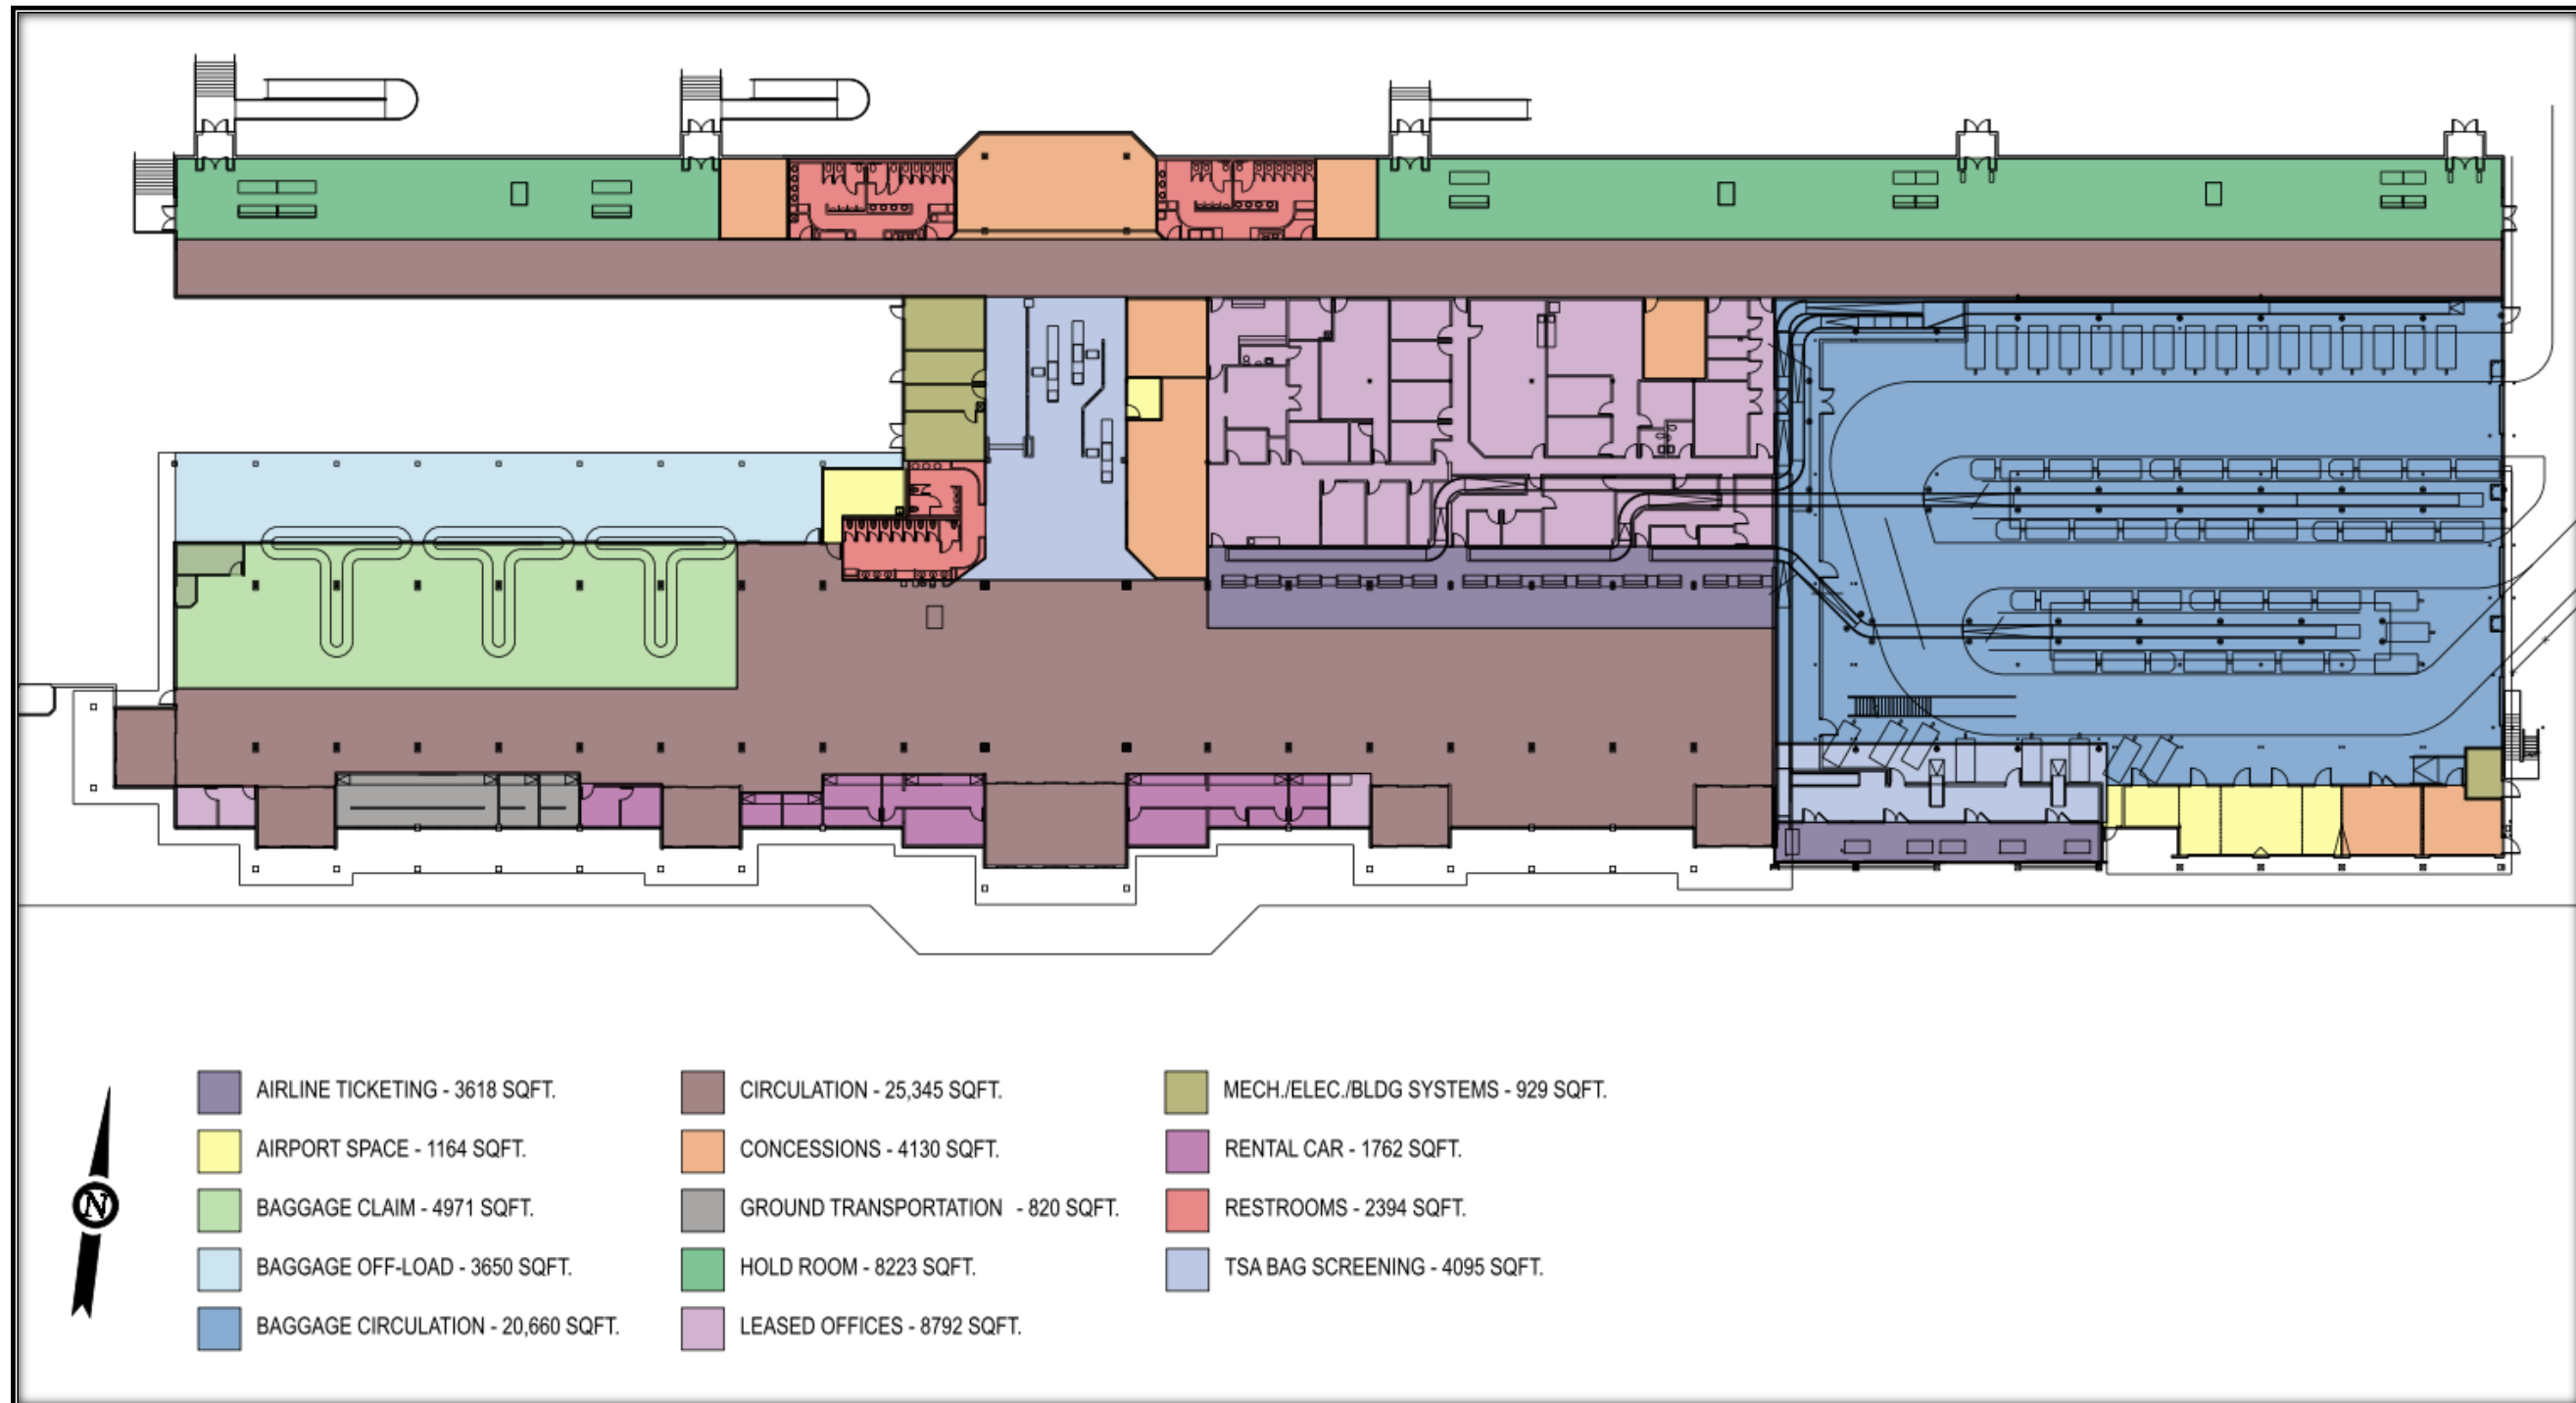 AIRLINE TICKETING - 3618 SQFT.
AIRPORT SPACE - 1164 SQFT.
BAGGAGE CLAIM - 4971 SQFT.
BAGGAGE OFF-LOAD - 3650 SQFT.
BAGGAGE CIRCULATION - 20,660 SQFT.
CIRCULATION - 25,345 SQFT.
CONCESSIONS - 4130 SQFT.
GROUND TRANSPORTATION - 820 SQFT.
HOLD ROOM - 8223 SQFT.
LEASED OFFICES - 8792 SQFT.
MECH./ELEC./BLDG SYSTEMS - 929 SQFT.
RENTAL CAR - 1762 SQFT.
RESTROOMS - 2394 SQFT.
TSA BAG SCREENING - 4095 SQFT.
N